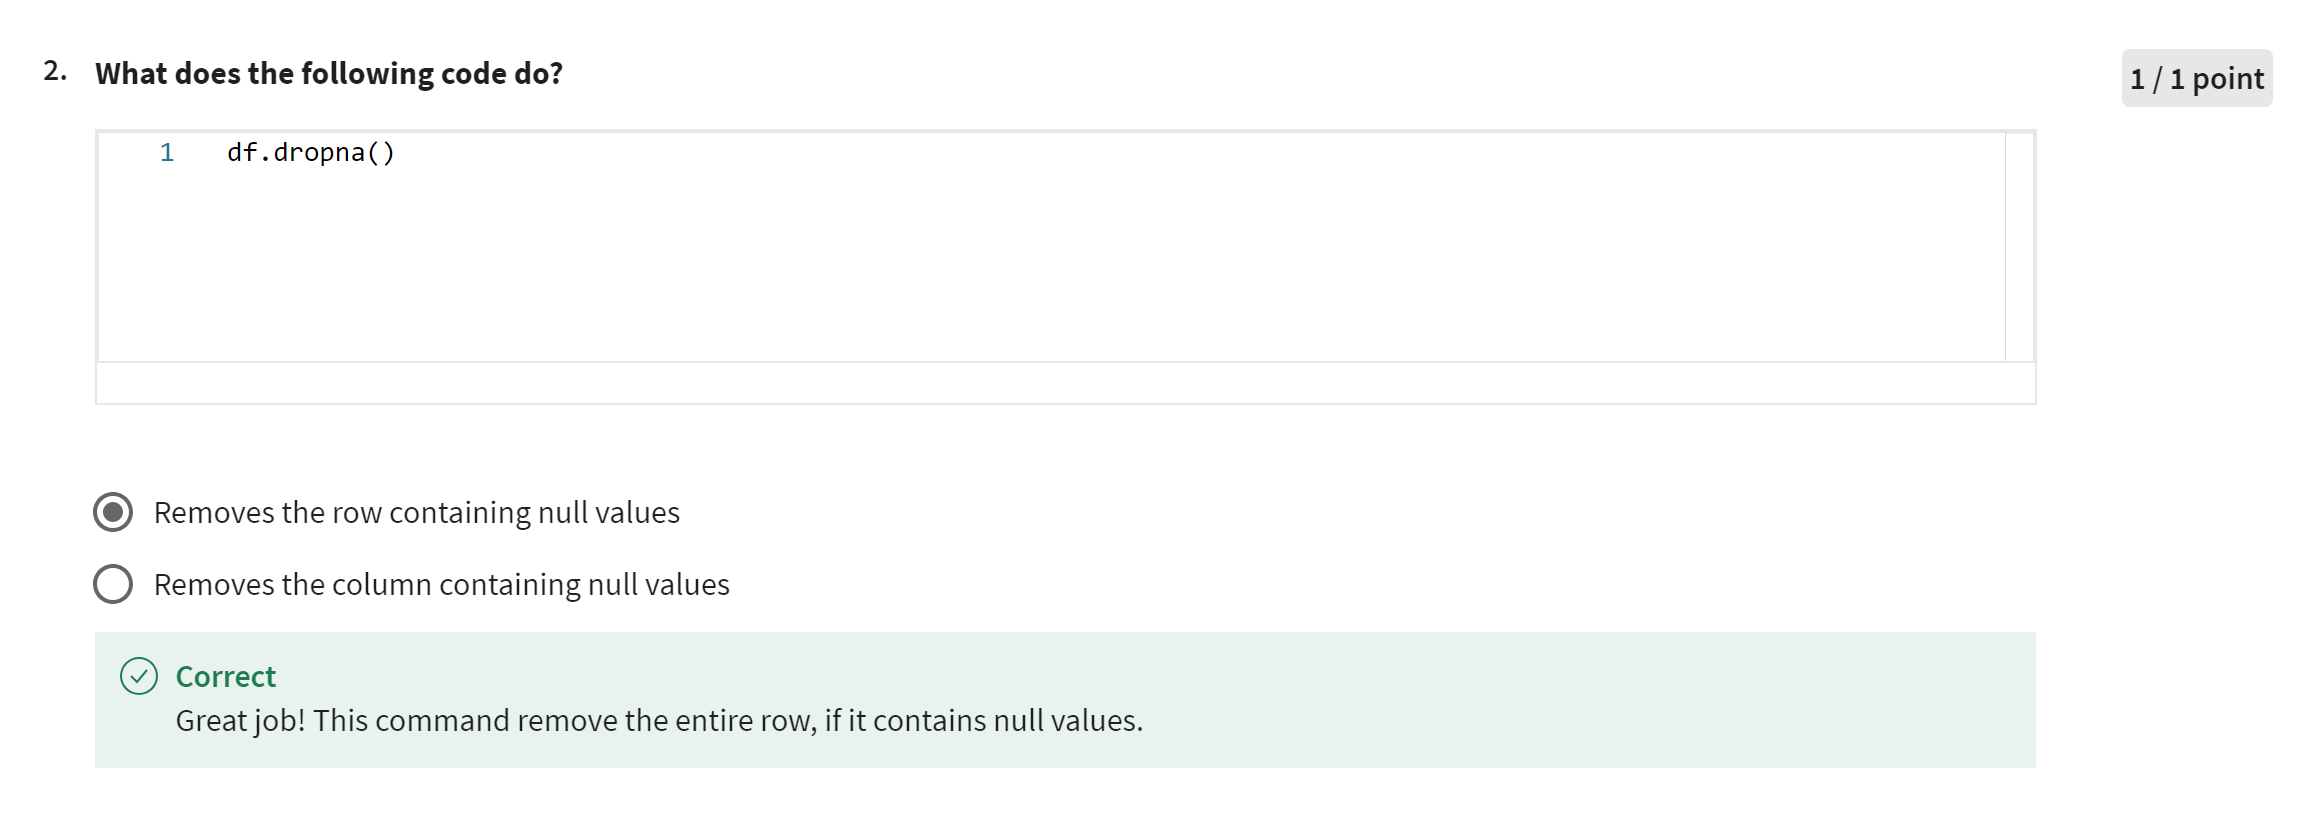 2. What does the following code do?
1 / 1 point
1 df.dropna()
Removes the row containing null values
Removes the column containing null values
Correct
Great job! This command remove the entire row, if it contains null values.